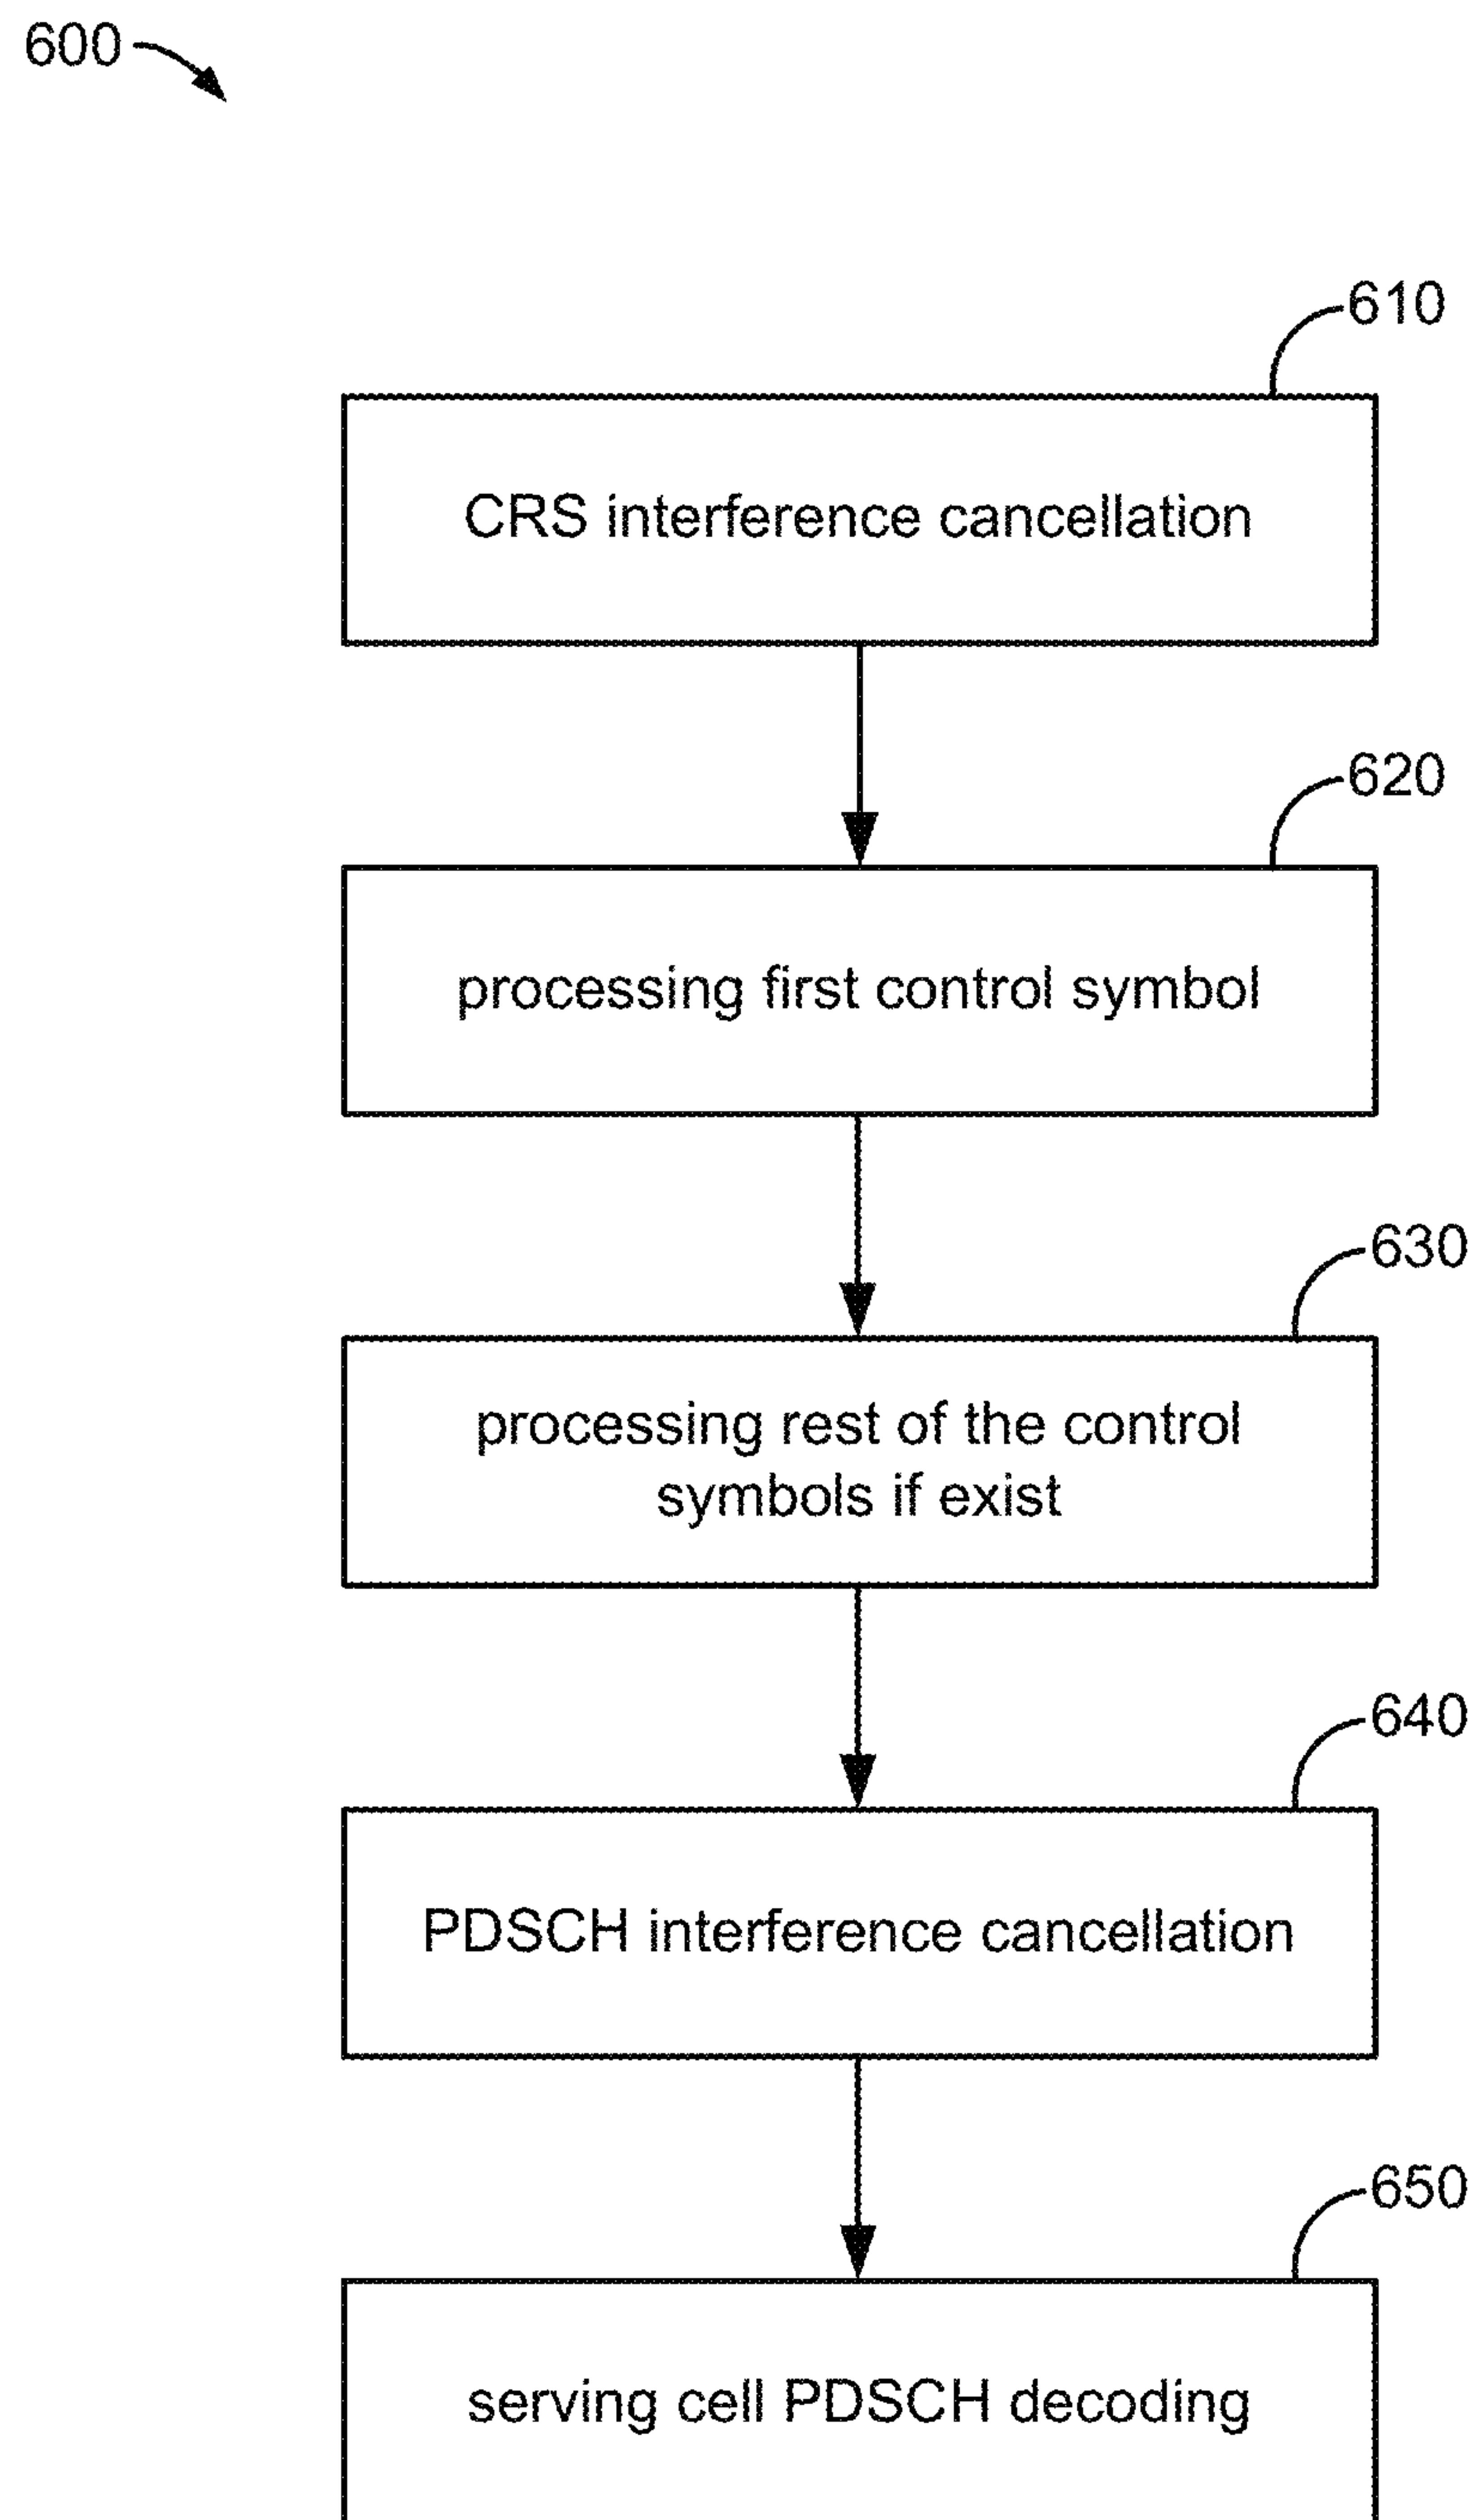 600
610
CRS interference cancellation
620
processing first control symbol
630
processing rest of the control
symbols if exist
640
PDSCH interference cancellation
650
serving cell PDSCH decoding